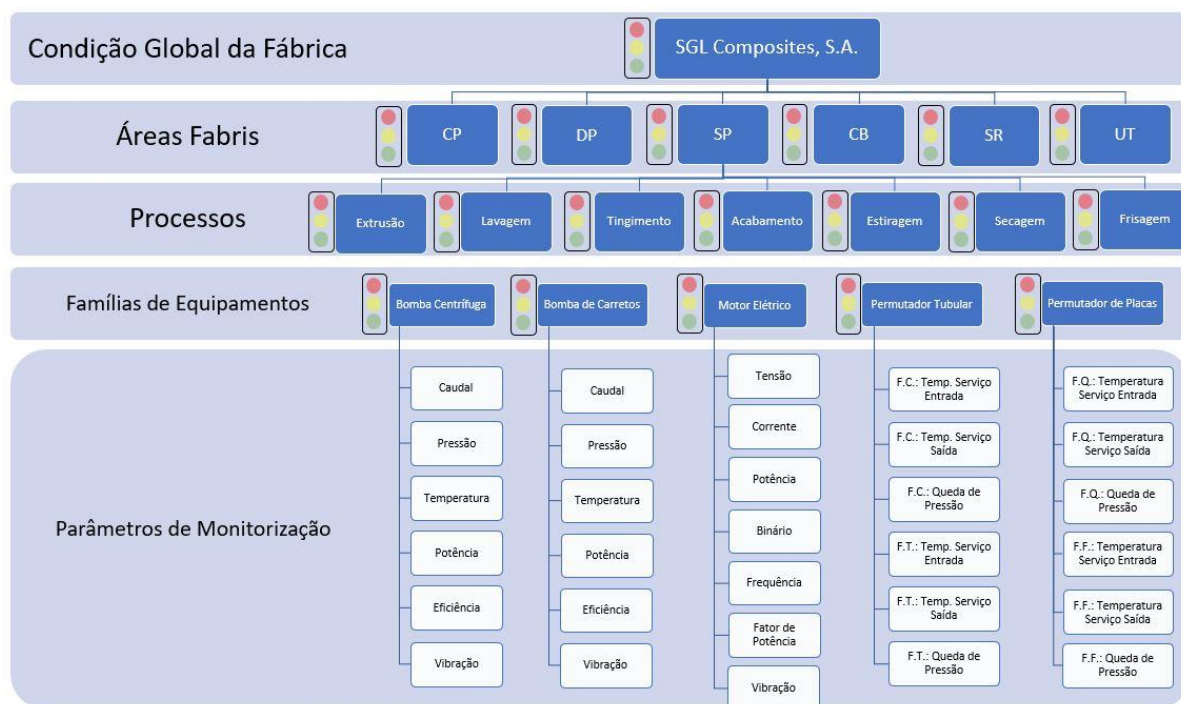 Condição Global da Fábrica
SGL Composites, S.A.
Áreas Fabris
CP
DP
SP
CB
SR
UT
Processos
Extrusão
Lavagem
Tingimento
Acabamento
Estiragem
Secagem
Frisagem
Famílias de Equipamentos
Bomba Centrífuga
Bomba de Carretos
Motor Elétrico
Permutador Tubular
Permutador de Placas
Parâmetros de Monitorização
Caudal
Pressão
Temperatura
Potência
Eficiência
Vibração
Caudal
Pressão
Temperatura
Potência
Eficiência
Vibração
Tensão
Corrente
Potência
Binário
Frequência
Fator de
Potência
Vibração
F.C.: Temp. Serviço
Entrada
F.C.: Temp. Serviço
Saída
F.C.: Queda de
Pressão
F.T.: Temp. Serviço
Entrada
F.T.: Temp. Serviço
Saída
F.T.: Queda de
Pressão
F.Q.: Temperatura
Serviço Entrada
F.Q.: Temperatura
Serviço Saída
F.Q.: Queda de
Pressão
F.F.: Temperatura
Serviço Entrada
F.F.: Temperatura
Serviço Saída
F.F.: Queda de
Pressão